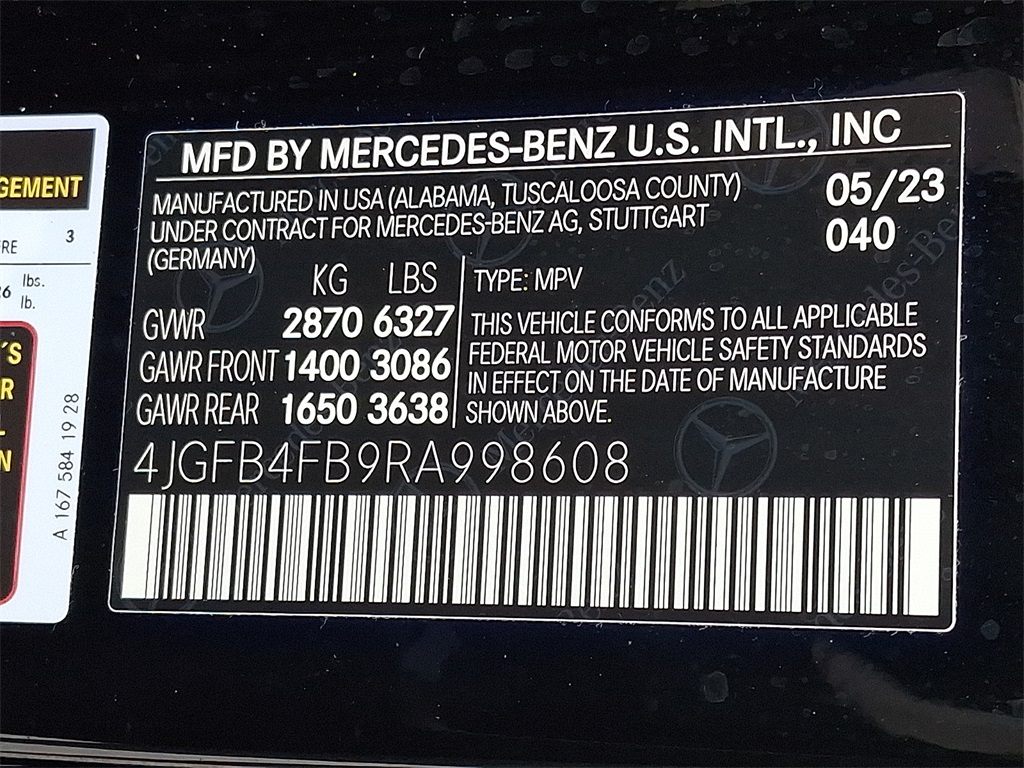 GEMENT
3
lbs.
lb.
A 167 584 19 28
MFD BY MERCEDES-BENZ U.S. INTL., INC
MANUFACTURED IN USA (ALABAMA, TUSCALOOSA COUNTY)
UNDER CONTRACT FOR MERCEDES-BENZ AG, STUTTGART
(GERMANY)
05/23
040
KG LBS
GVWR 2870 6327
GAWR FRONT 1400 3086
GAWR REAR 1650 3638
TYPE: MPV
THIS VEHICLE CONFORMS TO ALL APPLICABLE
FEDERAL MOTOR VEHICLE SAFETY STANDARDS
IN EFFECT ON THE DATE OF MANUFACTURE
SHOWN ABOVE.
4JGFB4FB9RA998608